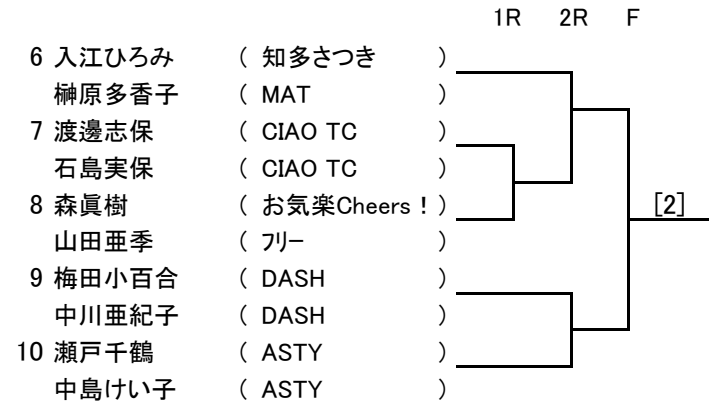 1R 2R F
6 入江ひろみ ( 知多さつき )
榊原多香子 ( MAT )
7 渡邊志保 ( CIAO TC )
石島実保 ( CIAO TC )
8 森眞樹 ( お気楽Cheers！)
[2]
山田亜季 ( フリー )
9 梅田小百合 ( DASH )
中川亜紀子 ( DASH )
10 瀬戸千鶴 ( ASTY )
中島けい子 ( ASTY )